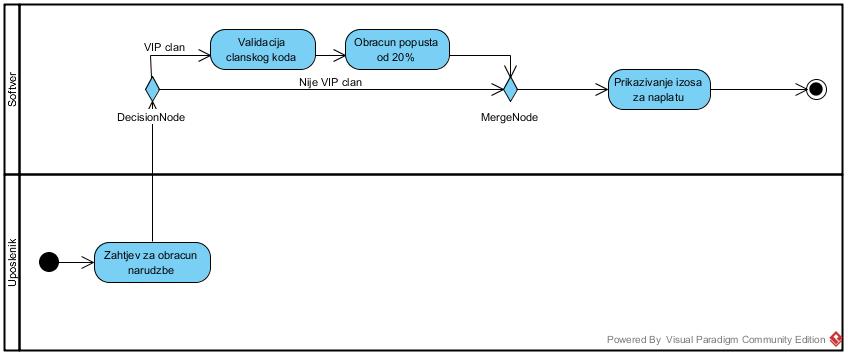 Softver
VIP clan
Validacija
clanskog koda
Obracun popusta
od 20%
Nije VIP clan
DecisionNode
MergeNode
Prikazivanje izosa
za naplatu
Uposlenik
Zahtjev za obracun
narudzbe
Powered By Visual Paradigm Community Edition